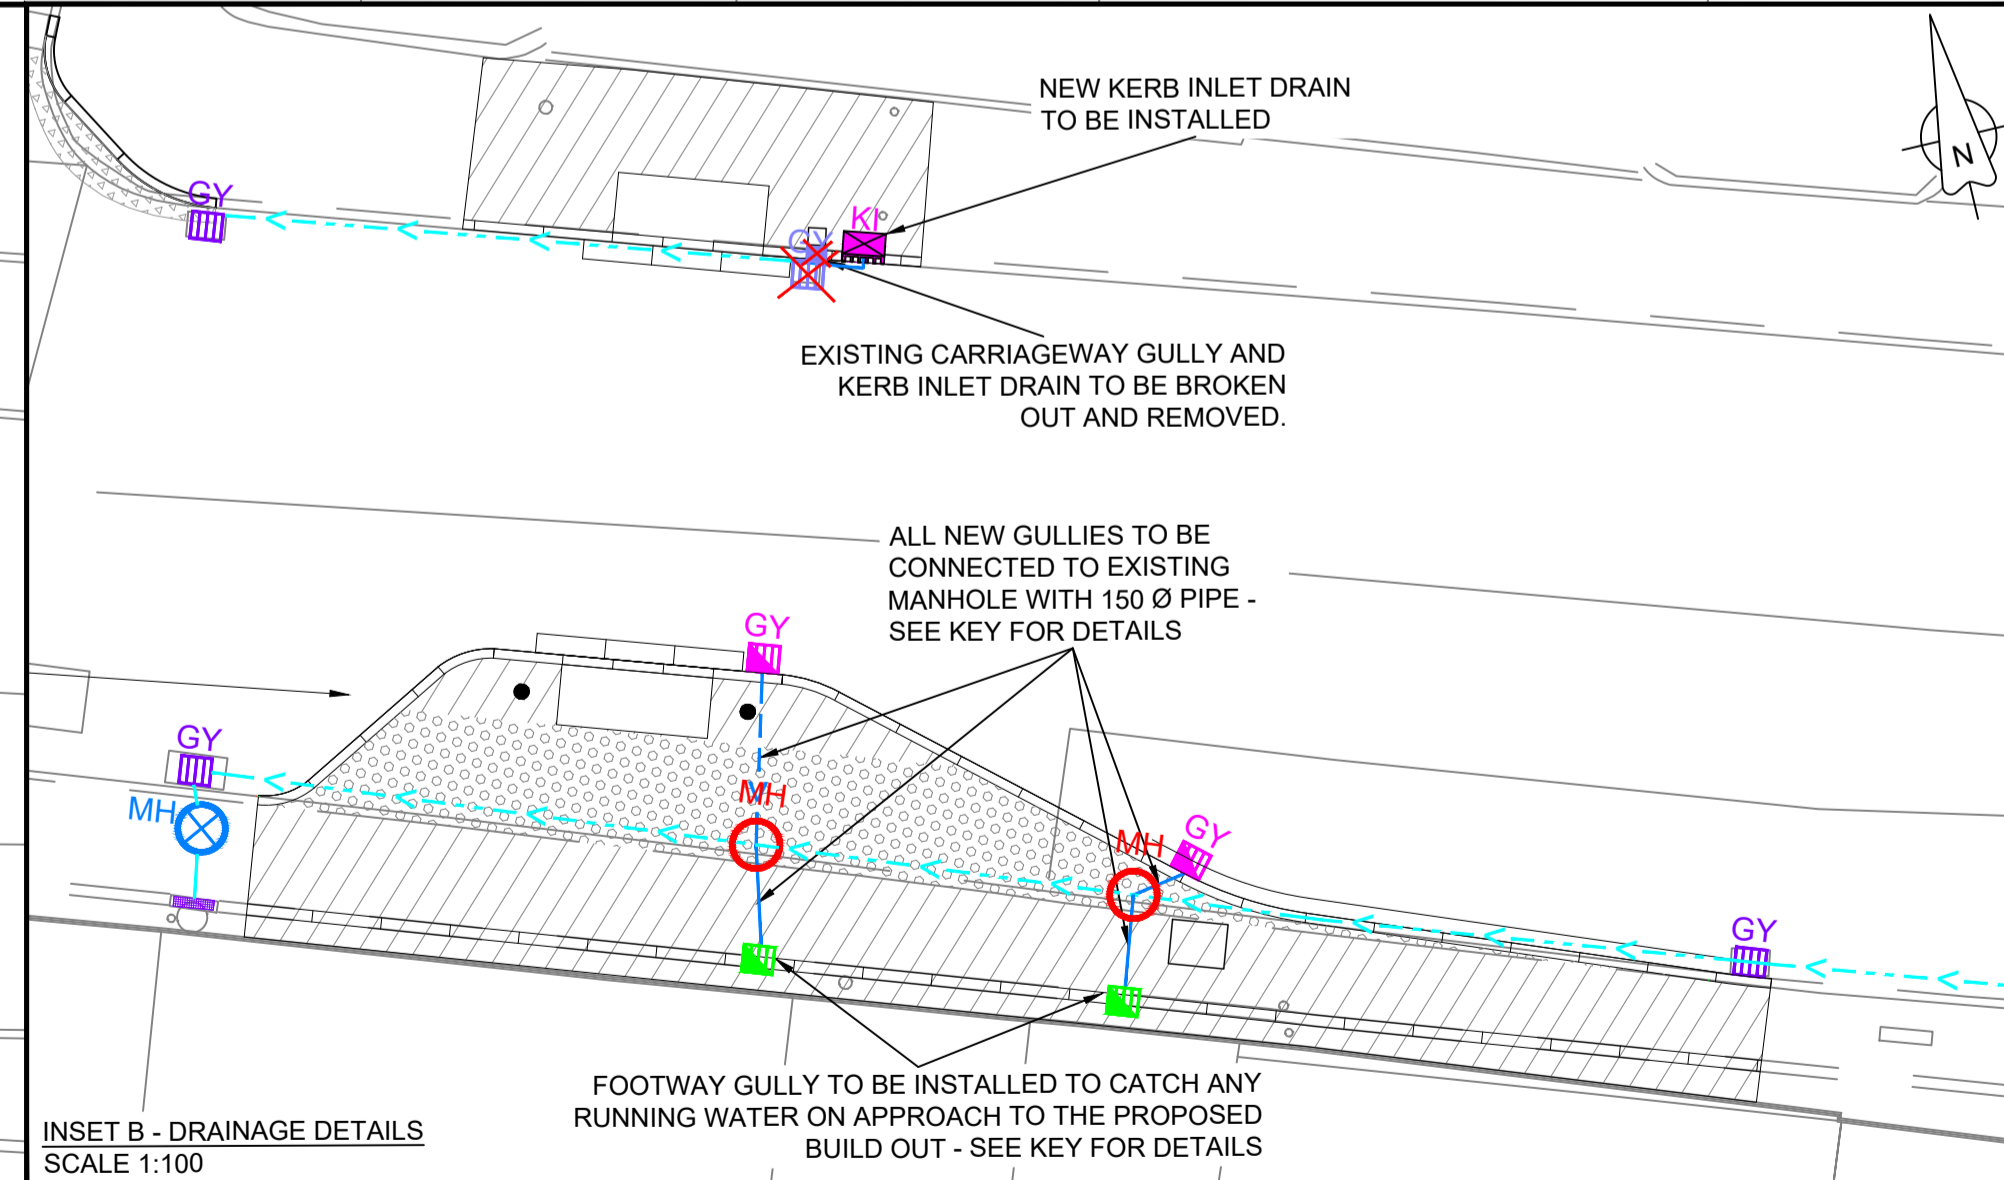 NEW KERB INLET DRAIN
TO BE INSTALLED
N
GY
KI
GY
EXISTING CARRIAGEWAY GULLY AND
KERB INLET DRAIN TO BE BROKEN
OUT AND REMOVED.
ALL NEW GULLIES TO BE
CONNECTED TO EXISTING
MANHOLE WITH 150 Ø PIPE -
SEE KEY FOR DETAILS
GY
GY
MH
MH
MH
GY
GY
FOOTWAY GULLY TO BE INSTALLED TO CATCH ANY
RUNNING WATER ON APPROACH TO THE PROPOSED
BUILD OUT - SEE KEY FOR DETAILS
INSET B - DRAINAGE DETAILS
SCALE 1:100